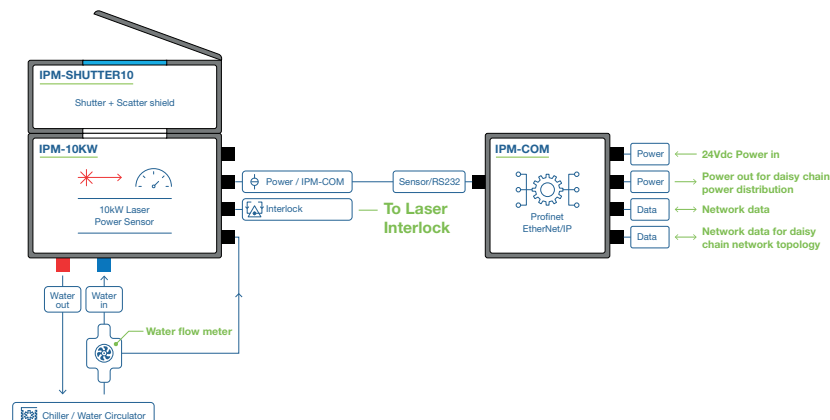 IPM-SHUTTER10
Shutter + Scatter shield
IPM-10KW
10kW Laser
Power Sensor
Power / IPM-COM
Interlock
To Laser
Interlock
Sensor/RS232
IPM-COM
Profinet
EtherNet/IP
Power
24Vdc Power in
Power
Power out for daisy chain
power distribution
Data
Network data
Data
Network data for daisy
chain network topology
Water
out
Water
in
Water flow meter
Chiller / Water Circulator